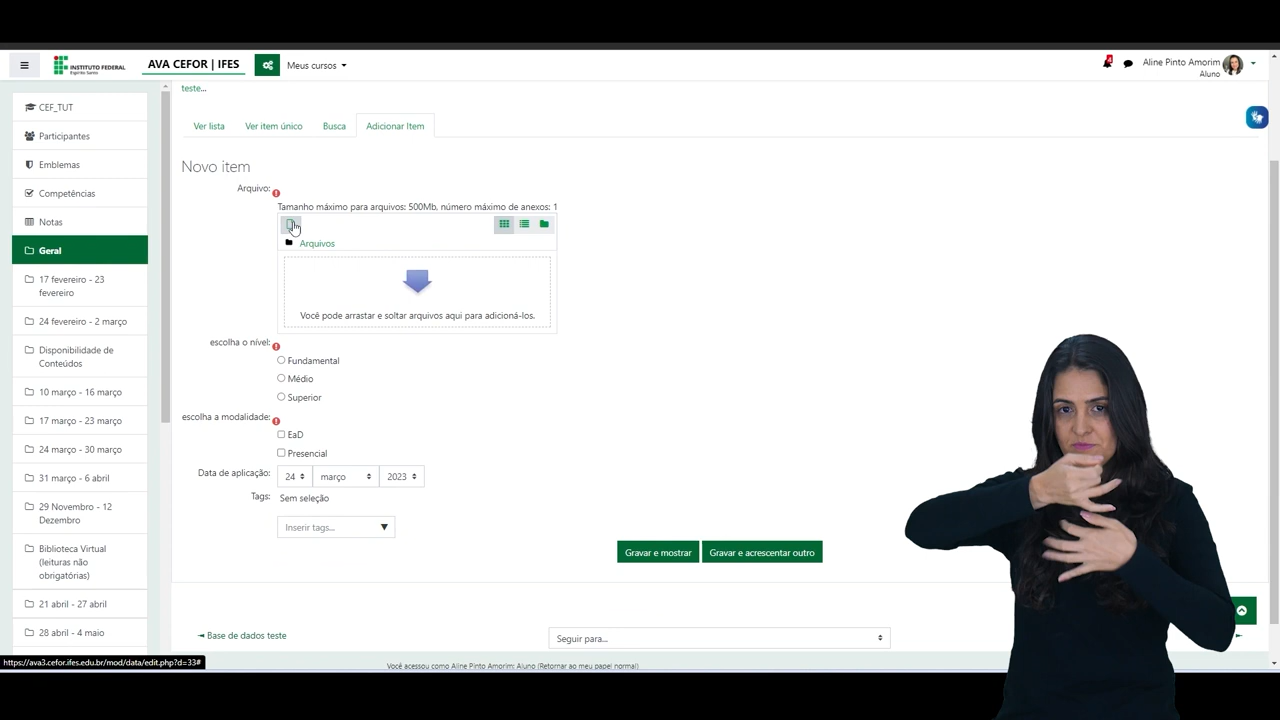 INSTITUTO FEDERAL
Espírito Santo
AVA CEFOR | IFES
Meus cursos
4
Aline Pinto Amorim
Aluno
CEF_TUT
Participantes
Emblemas
Competências
Notas
Geral
17 fevereiro - 23
fevereiro
24 fevereiro - 2 março
Disponibilidade de
Conteúdos
10 março - 16 março
17 março - 23 março
24 março - 30 março
31 março - 6 abril
29 Novembro - 12
Dezembro
Biblioteca Virtual
(leituras não
obrigatórias)
21 abril - 27 abril
28 abril - 4 maio
teste...
Ver lista
Ver item único
Busca
Adicionar Item
Novo item
Arquivo:
Tamanho máximo para arquivos: 500Mb, número máximo de anexos: 1
Arquivos
Você pode arrastar e soltar arquivos aqui para adicioná-los.
escolha o nível:
Fundamental
Médio
Superior
escolha a modalidade:
EaD
Presencial
Data de aplicação:
24
março
2023
Tags:
Sem seleção
Inserir tags...
Gravar e mostrar
Gravar e acrescentar outro
◄ Base de dados teste
Seguir para...
https://ava3.cefor.ifes.edu.br/mod/data/edit.php?d=33#
Você acessou como Aline Pinto Amorim: Aluno (Retornar ao meu papel normal)